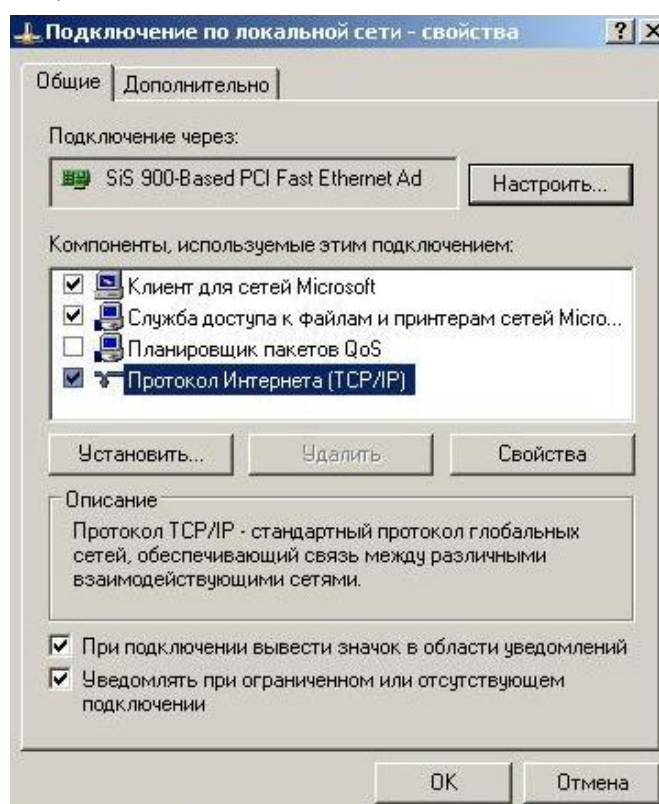 Подключение по локальной сети - свойства
Общие
Дополнительно
Подключение через:
SiS 900-Based PCI Fast Ethernet Ad
Настроить...
Компоненты, используемые этим подключением:
Клиент для сетей Microsoft
Служба доступа к файлам и принтерам сетей Micro...
Планировщик пакетов QoS
Протокол Интернета (TCP/IP)
Установить...
Удалить
Свойства
Описание
Протокол TCP/IP - стандартный протокол глобальных
сетей, обеспечивающий связь между различными
взаимодействующими сетями.
При подключении вывести значок в области уведомлений
Уведомлять при ограниченном или отсутствующем
подключении
OK
Отмена